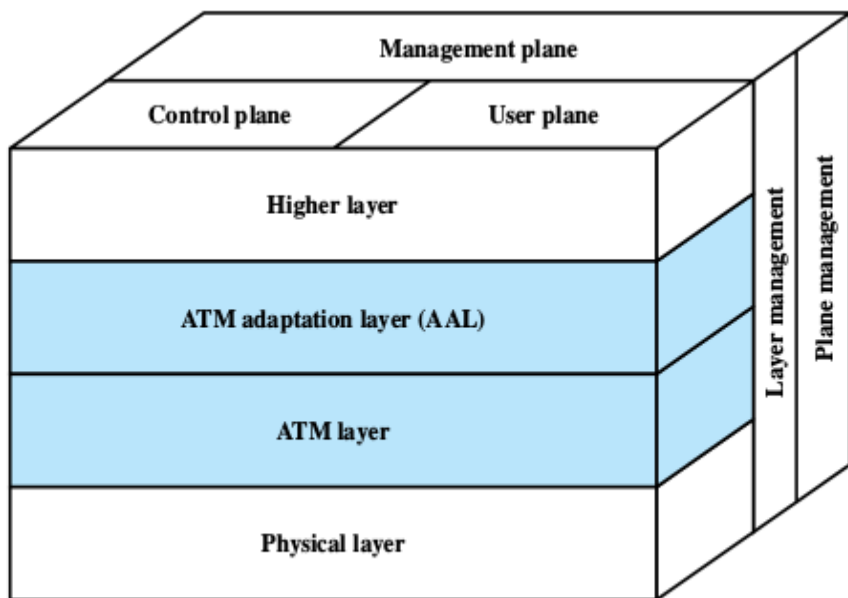 Management plane
Control plane
User plane
Higher layer
ATM adaptation layer (AAL)
ATM layer
Physical layer
Layer management
Plane management